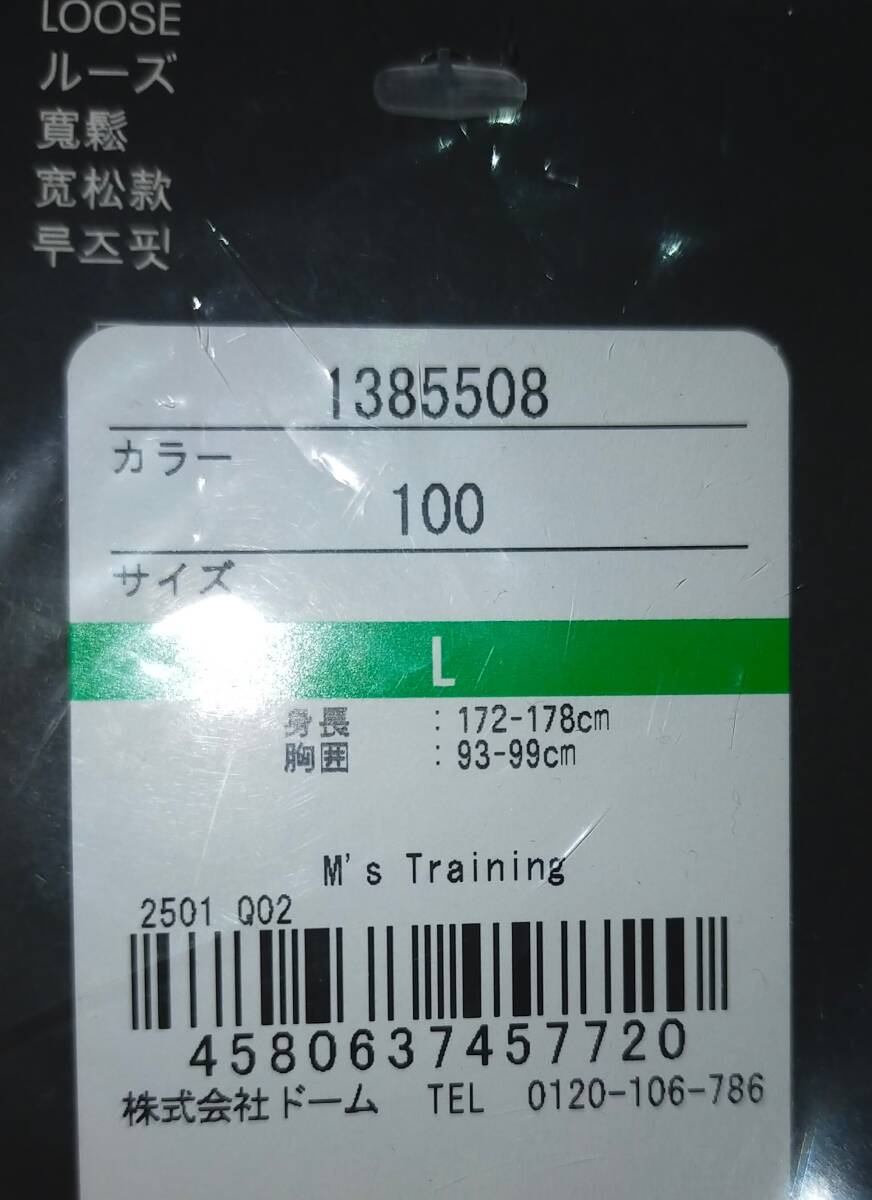 LOOSE
ルーズ
寬鬆
宽松款
루즈핏
1385508
カラー
100
サイズ
L
身長 : 172-178cm
胸囲 : 93-99cm
M's Training
2501 Q02
4580637457720
株式会社ドーム TEL 0120-106-786